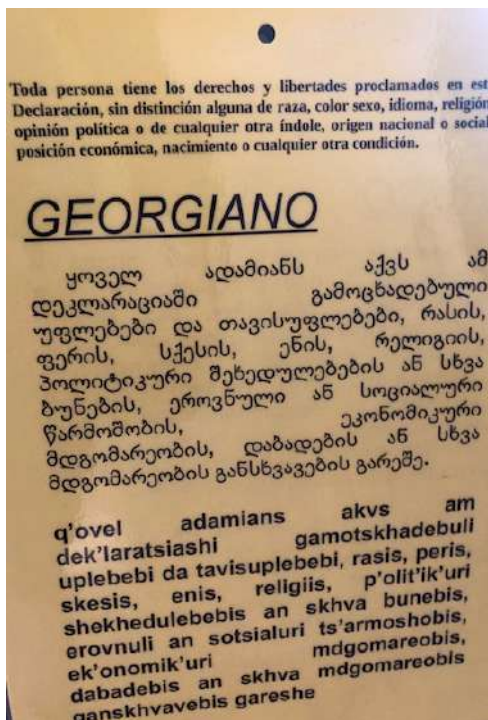 Toda persona tiene los derechos y libertades proclamados en est
Declaración, sin distinción alguna de raza, color sexo, idioma, religión
opinión política o de cualquier otra índole, origen nacional o social
posición económica, nacimiento o cualquier otra condición.
GEORGIANO
ყოველ ადამიანს აქვს ამ
დეკლარაციაში გამოცხადებული
უფლებები და თავისუფლებები, რასის,
ფერის, სქესის, ენის, რელიგიის,
პოლიტიკური შეხედულებების ან სხვა
ბუნების, ეროვნული ან სოციალური
წარმოშობის, ეკონომიკური
მდგომარეობის, დაბადების ან სხვა
მდგომარეობის განსხვავების გარეშე.
q'ovel adamians akvs am
dek'laratsiashi gamotskhadebuli
uplebebi da tavisuplebebi, rasis, peris,
skesis, enis, religiis, p'olit'ik'uri
shekhedulebebis an skhva bunebis,
erovnuli an sotsialuri ts'armoshobis,
ek'onomik'uri mdgomareobis,
dabadebis an skhva mdgomareobis
ganskhvavebis gareshe